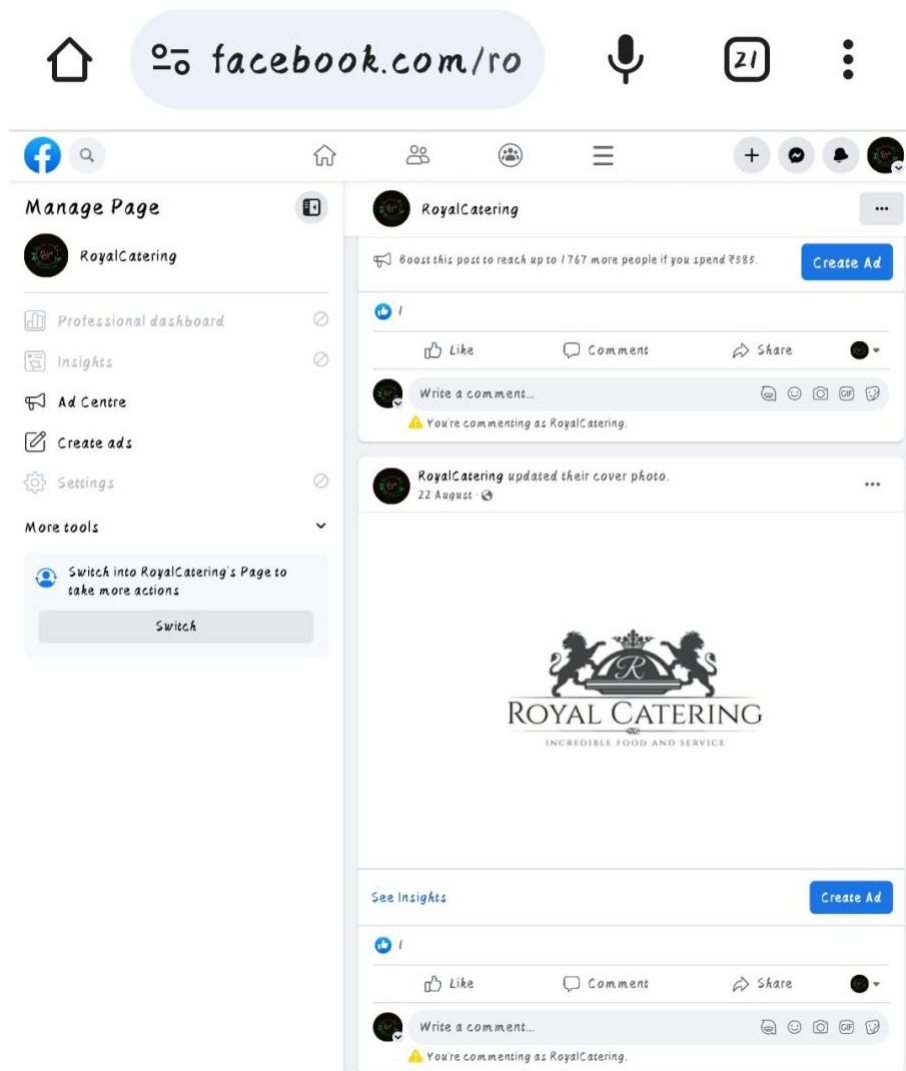 facebook.com/ro
21
Manage Page
RoyalCatering
Professional dashboard
Insights
Ad Centre
Create ads
Settings
More tools
Switch into RoyalCatering's Page to
take more actions
Switch
RoyalCatering
Boost this post to reach up to 1767 more people if you spend ₹585.
Create Ad
1
Like Comment Share
Write a comment...
GIF
You're commenting as RoyalCatering.
RoyalCatering updated their cover photo.
22 August
R
ROYAL CATERING
INCREDIBLE FOOD AND SERVICE
See Insights
Create Ad
1
Like Comment Share
Write a comment...
GIF
You're commenting as RoyalCatering.